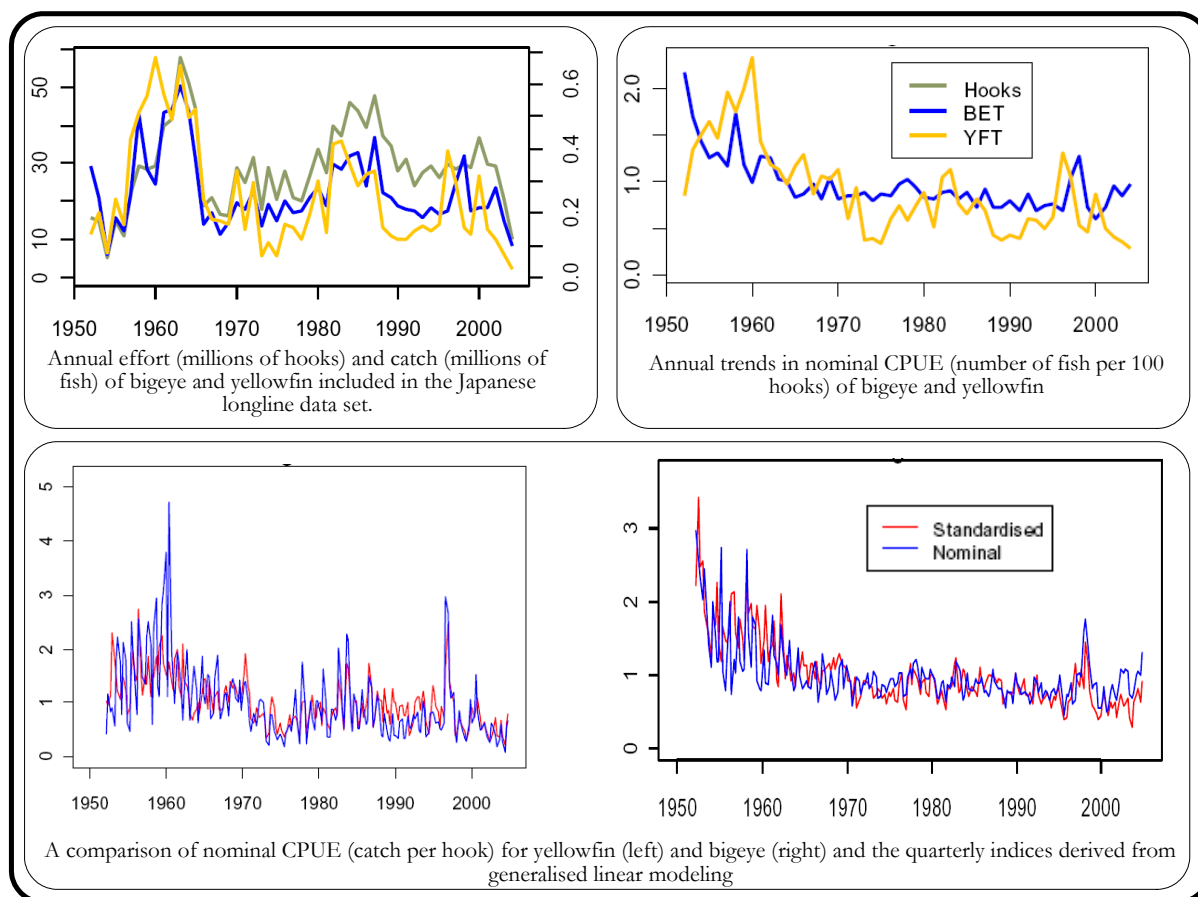 50
30
10
0
0.6
0.4
0.2
0.0
1950 1960 1970 1980 1990 2000
Annual effort (millions of hooks) and catch (millions of
fish) of bigeye and yellowfin included in the Japanese
longline data set.
2.0
1.0
0.0
Hooks
BET
YFT
1950 1960 1970 1980 1990 2000
Annual trends in nominal CPUE (number of fish per 100
hooks) of bigeye and yellowfin
5
4
3
2
1
0
1950 1960 1970 1980 1990 2000
3
2
1
0
Standardised
Nominal
1950 1960 1970 1980 1990 2000
A comparison of nominal CPUE (catch per hook) for yellowfin (left) and bigeye (right) and the quarterly indices derived from
generalised linear modeling